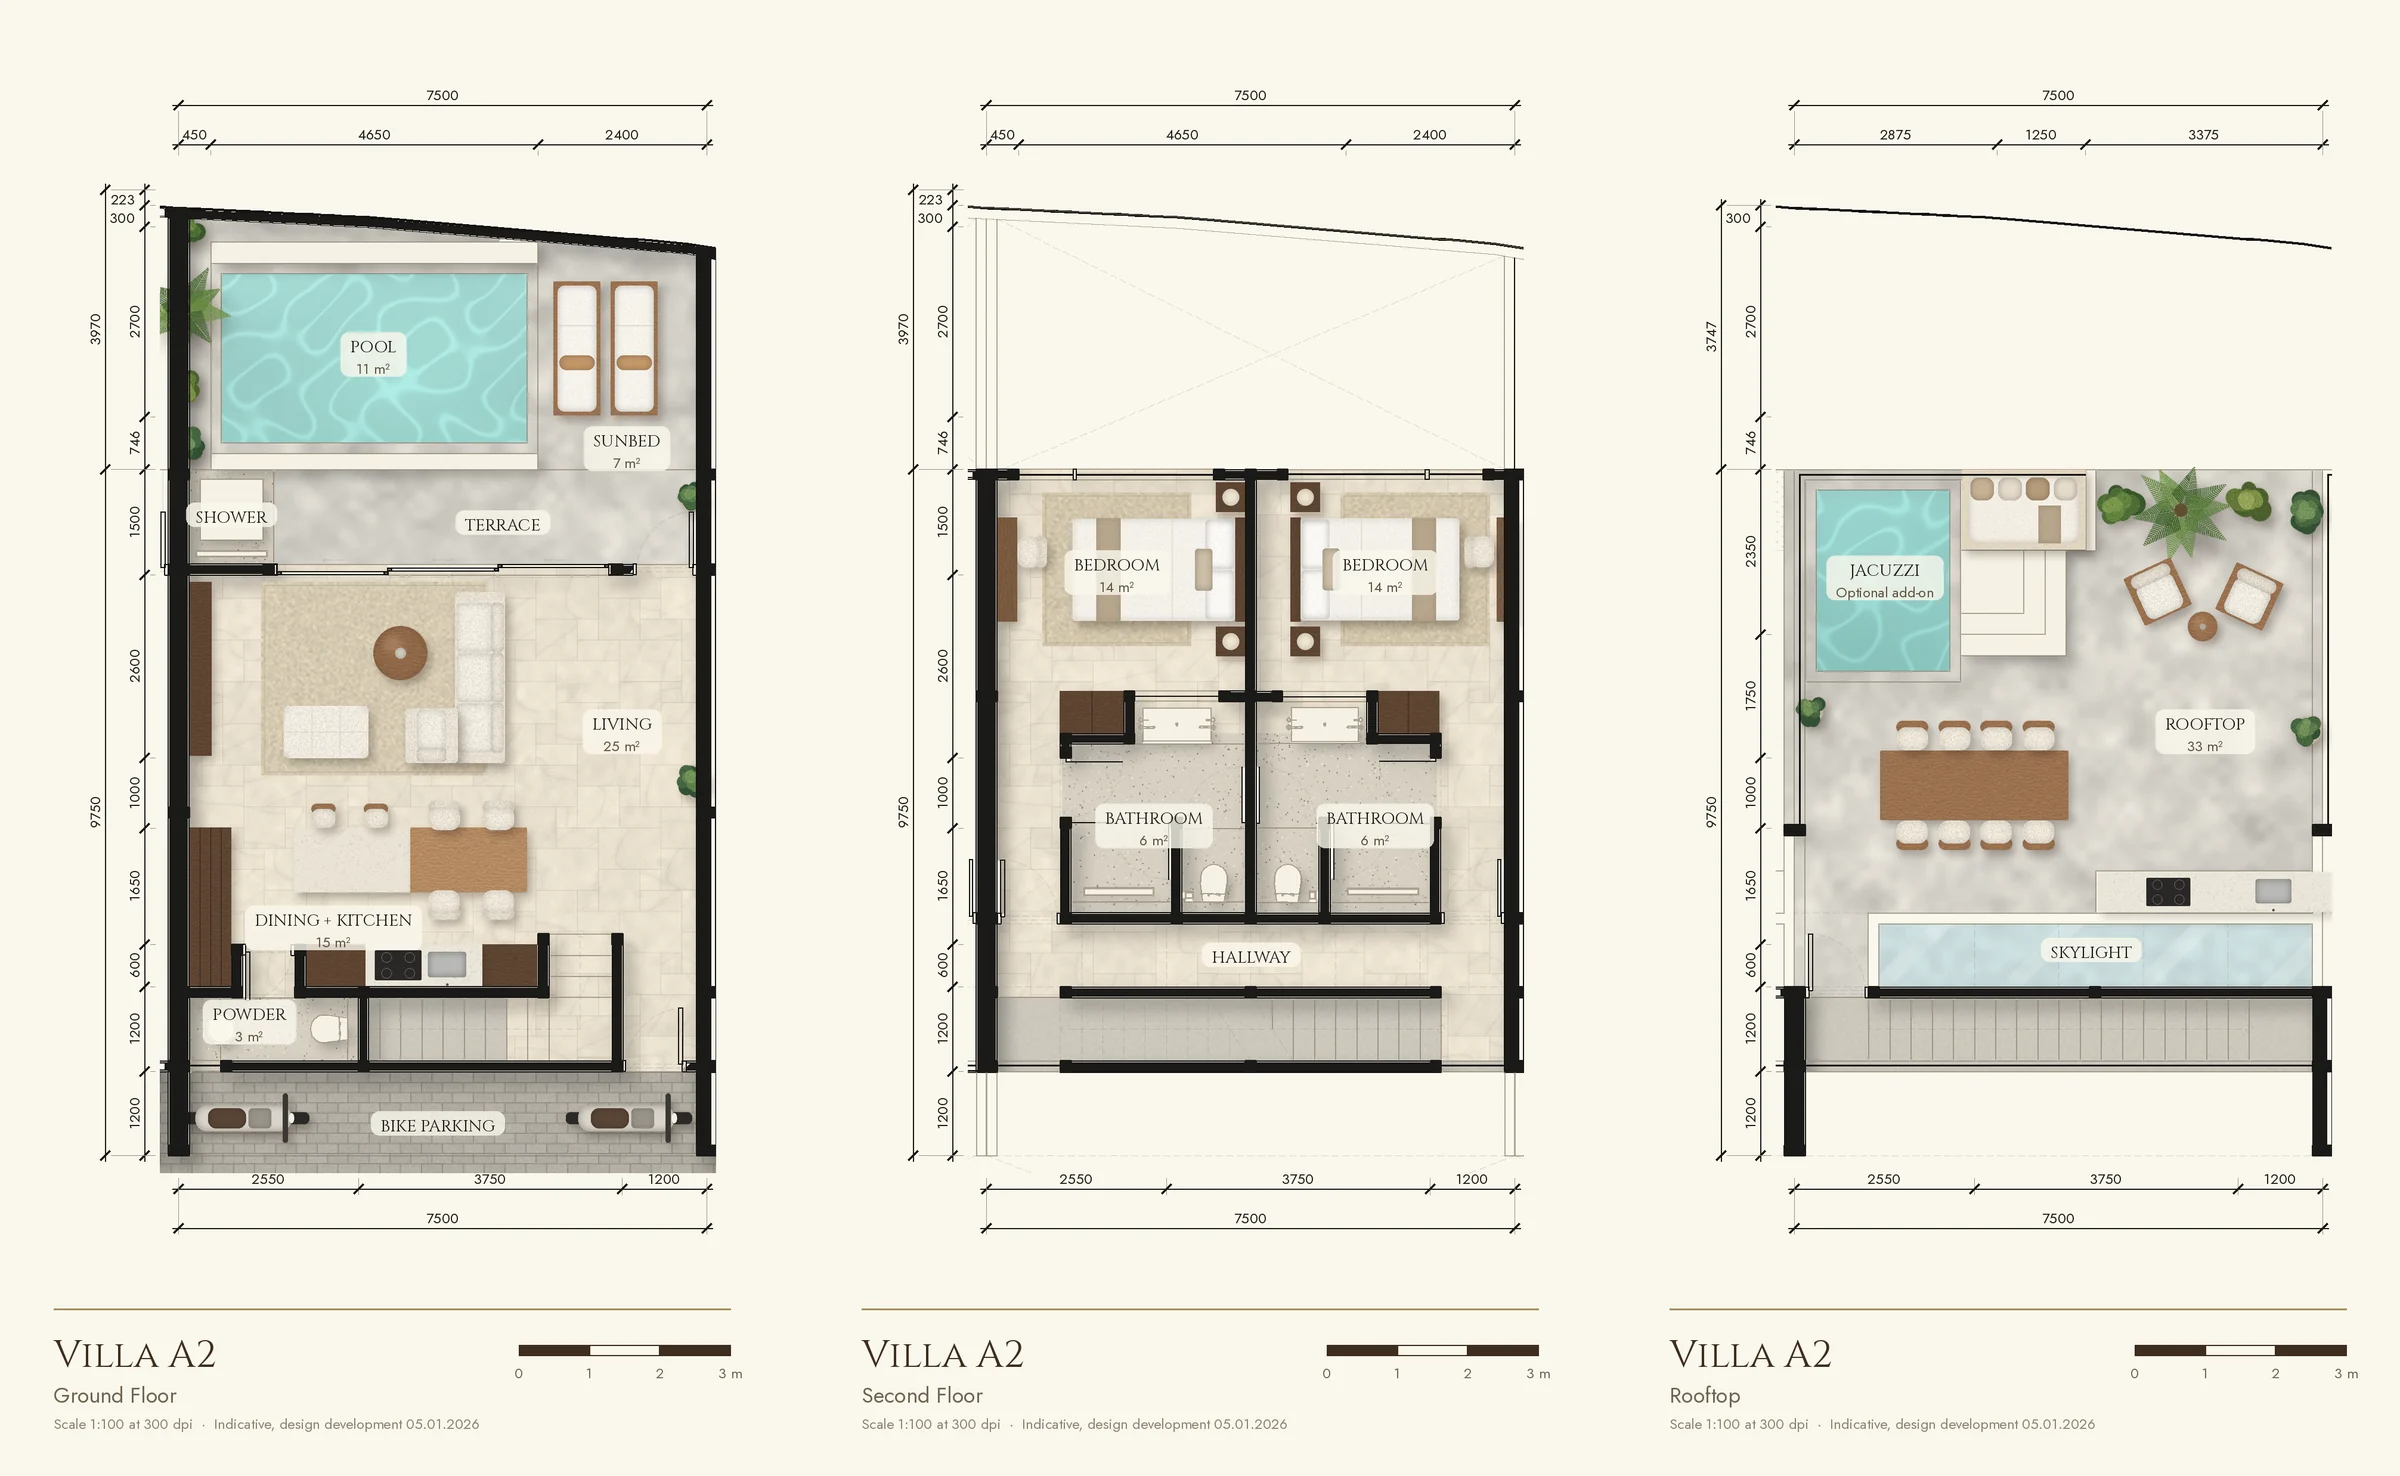 7500
450 4650 2400
223
300
3970
2700
746
POOL
11 m²
SUNBED
7 m²
SHOWER
TERRACE
1500
2600
LIVING
25 m²
9750
1000
1650
DINING + KITCHEN
15 m²
600
POWDER
3 m²
1200
BIKE PARKING
1200
2550 3750 1200
7500
VILLA A2
Ground Floor
Scale 1:100 at 300 dpi · Indicative, design development 05.01.2026
0 1 2 3 m
7500
450 4650 2400
223
300
3970
2700
746
1500
BEDROOM
14 m²
BEDROOM
14 m²
2600
9750
1000
BATHROOM
6 m²
BATHROOM
6 m²
1650
HALLWAY
600
1200
1200
2550 3750 1200
7500
VILLA A2
Second Floor
Scale 1:100 at 300 dpi · Indicative, design development 05.01.2026
0 1 2 3 m
7500
2875 1250 3375
300
3747
2700
746
2350
JACUZZI
Optional add-on
1750
ROOFTOP
33 m²
9750
1000
1650
SKYLIGHT
600
1200
1200
2550 3750 1200
7500
VILLA A2
Rooftop
Scale 1:100 at 300 dpi · Indicative, design development 05.01.2026
0 1 2 3 m